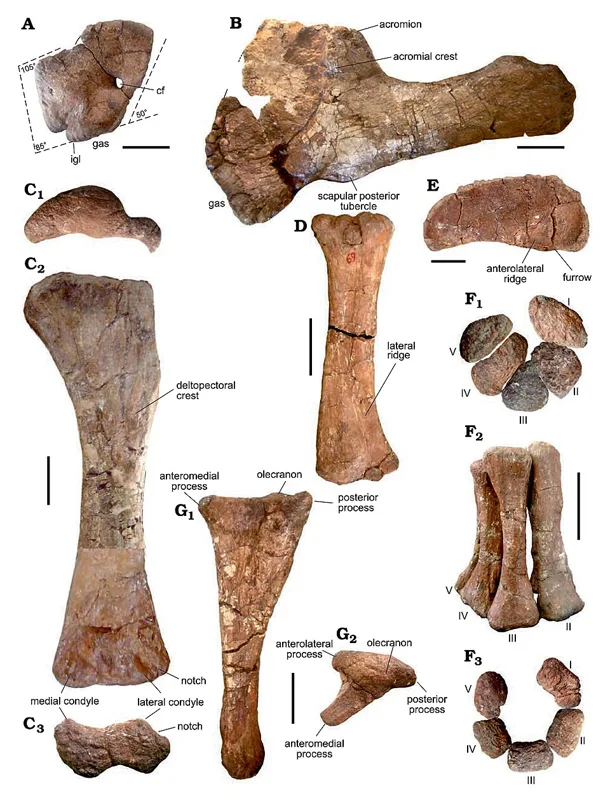 A
105°
cf
50°
85°
gas
igl
B
acromion
acromial crest
scapular posterior
tubercle
gas
C1
C2
deltopectoral
crest
notch
medial condyle
lateral condyle
C3
notch
D
63
lateral
ridge
E
anterolateral
ridge
furrow
F1
I
V
IV
II
III
F2
V
IV
III
II
F3
I
V
IV
II
III
G1
anteromedial
process
olecranon
posterior
process
G2
anterolateral
process
olecranon
posterior
process
anteromedial
process